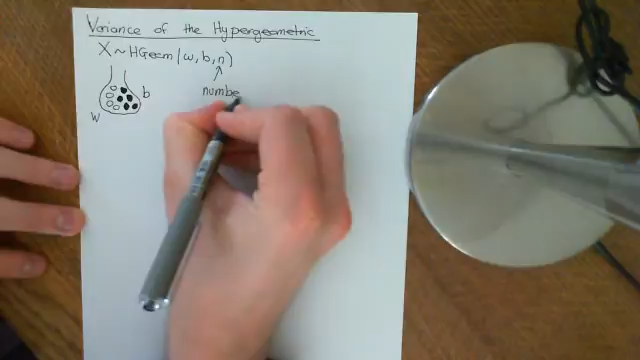 Variance of the Hypergeometric
X ~ HGeom (w, b, n)
b
numbe
w